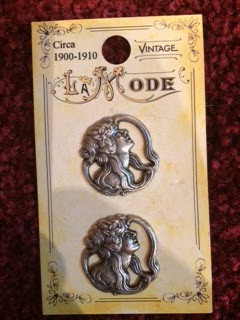 Circa
1900-1910
VINTAGE
LA MODE